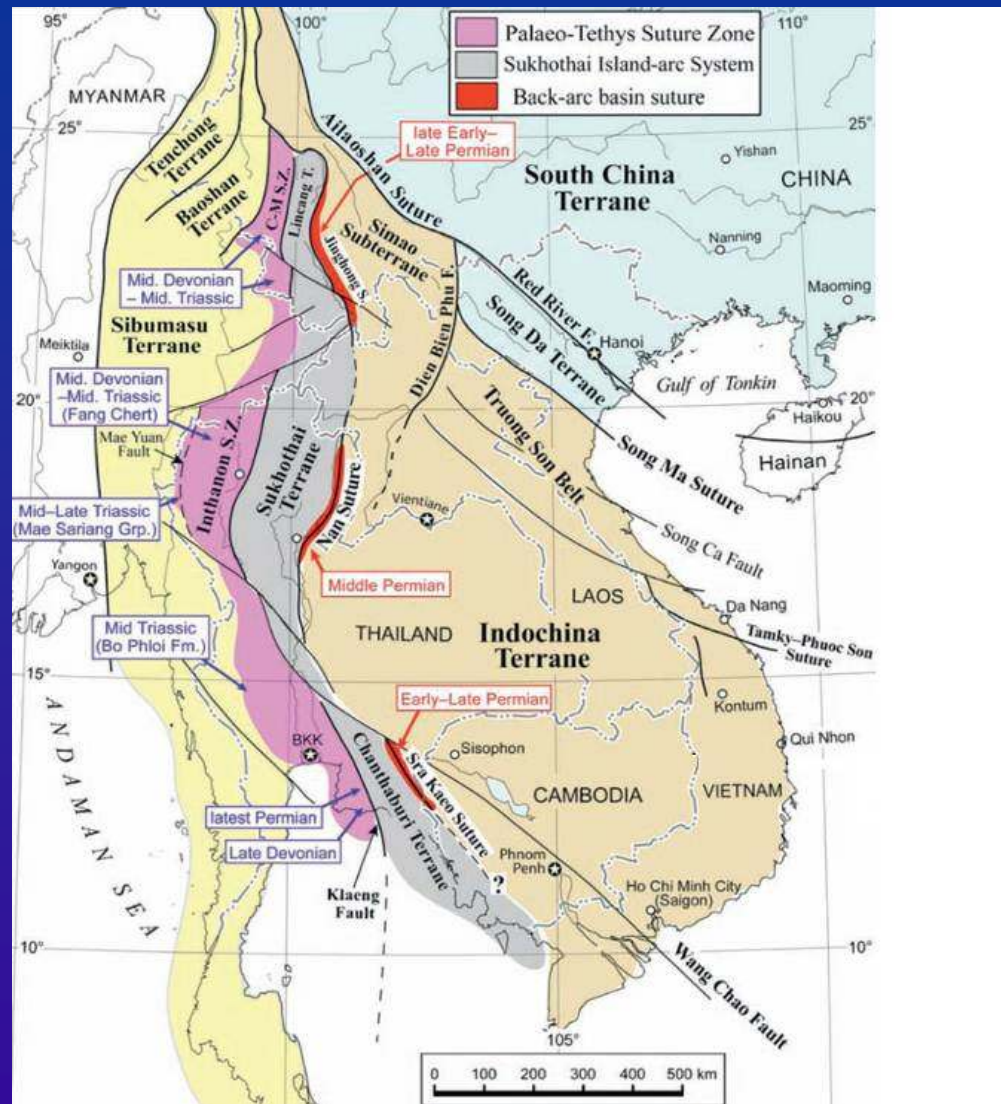 95°
100°
110°
Palaeo-Tethys Suture Zone
Sukhothai Island-arc System
Back-arc basin suture
MYANMAR
25°
25°
Tenchong
Terrane
Baoshan
Terrane
C-M S.Z.
Lincang T.
Ailaoshan Suture
late Early–
Late Permian
Yishan
South China
Terrane
CHINA
Simao
Subterrane
Jinghong S.
Nanning
Mid. Devonian
– Mid. Triassic
Maoming
Dien Bien Phu F.
Red River F.
Song Da Terrane
Hanoi
Sibumasu
Terrane
Meiktila
Gulf of Tonkin
Mid. Devonian
–Mid. Triassic
(Fang Chert)
20°
20°
Haikou
Mae Yuan
Fault
Hainan
Truong Son Belt
Song Ma Suture
Inthanon S.Z.
Sukhothai
Terrane
Nan Suture
Vientiane
Mid–Late Triassic
(Mae Sariang Grp.)
Song Ca Fault
Yangon
Middle Permian
LAOS
Da Nang
Mid Triassic
(Bo Phloi Fm.)
THAILAND
Indochina
Terrane
Tamky–Phuoc Son
Suture
15°
15°
Early–Late Permian
Kontum
ANDAMAN SEA
BKK
Sisophon
Qui Nhon
Chanthaburi Terrane
Sra Kaeo Suture
CAMBODIA
VIETNAM
latest Permian
Late Devonian
Phnom
Penh
Klaeng
Fault
?
Ho Chi Minh City
(Saigon)
10°
10°
Wang Chao Fault
105°
0 100 200 300 400 500 km